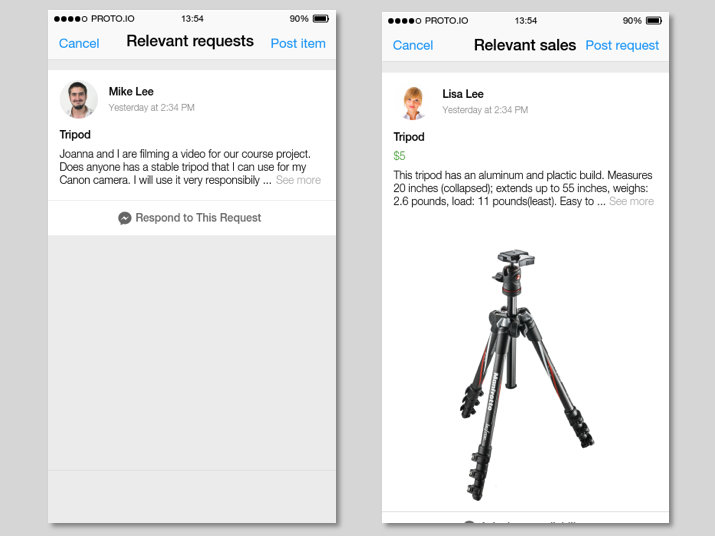 PROTO.IO 13:54 90%
Cancel Relevant requests Post item
Mike Lee
Yesterday at 2:34 PM
Tripod
Joanna and I are filming a video for our course project.
Does anyone has a stable tripod that I can use for my
Canon camera. I will use it very responsibily ... See more
Respond to This Request
PROTO.IO 13:54 90%
Cancel Relevant sales Post request
Lisa Lee
Yesterday at 2:34 PM
Tripod
$5
This tripod has an aluminum and plactic build. Measures
20 inches (collapsed); extends up to 55 inches, weighs:
2.6 pounds, load: 11 pounds(least). Easy to ... See more
Manfrotto